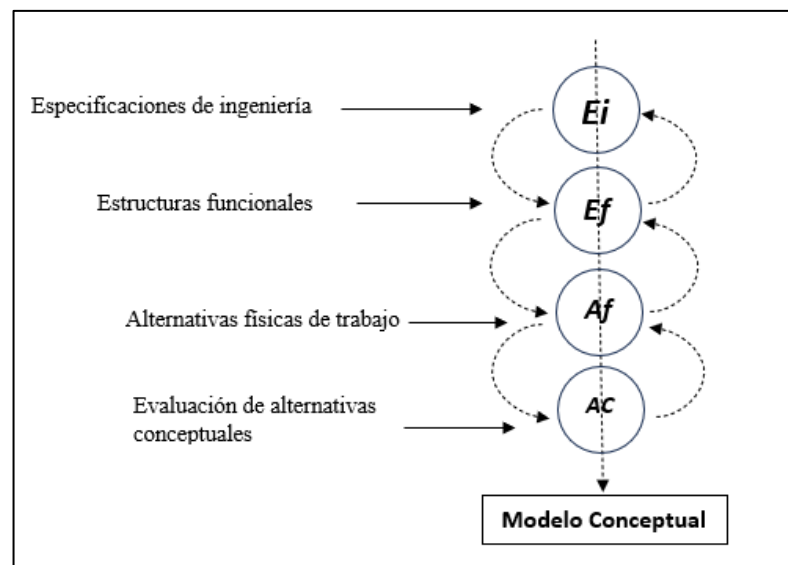 Especificaciones de ingeniería
Ei
Estructuras funcionales
Ef
Alternativas físicas de trabajo
Af
Evaluación de alternativas
conceptuales
AC
Modelo Conceptual